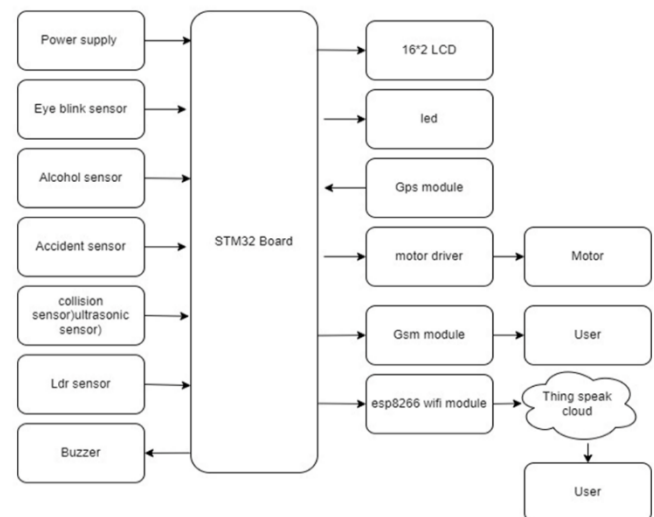 Power supply
Eye blink sensor
Alcohol sensor
Accident sensor
collision
sensor)ultrasonic
sensor)
Ldr sensor
Buzzer
STM32 Board
16*2 LCD
led
Gps module
motor driver
Motor
Gsm module
User
esp8266 wifi module
Thing speak
cloud
User